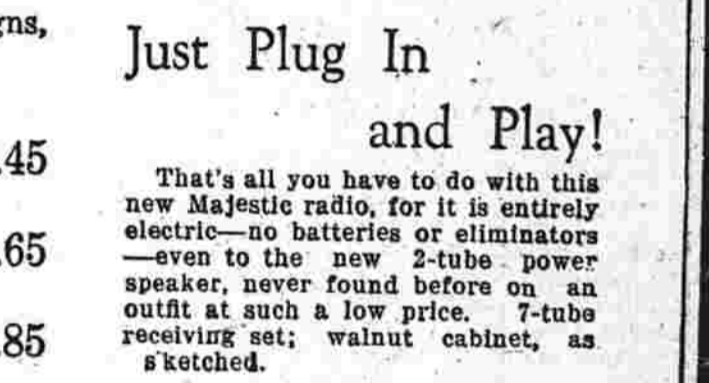 gns,
.45
.65
.85
Just Plug In
and Play!
That's all you have to do with this
new Majestic radio, for it is entirely
electric—no batteries or eliminators
—even to the new 2-tube power
speaker, never found before on an
outfit at such a low price. 7-tube
receiving set; walnut cabinet, as
sketched.